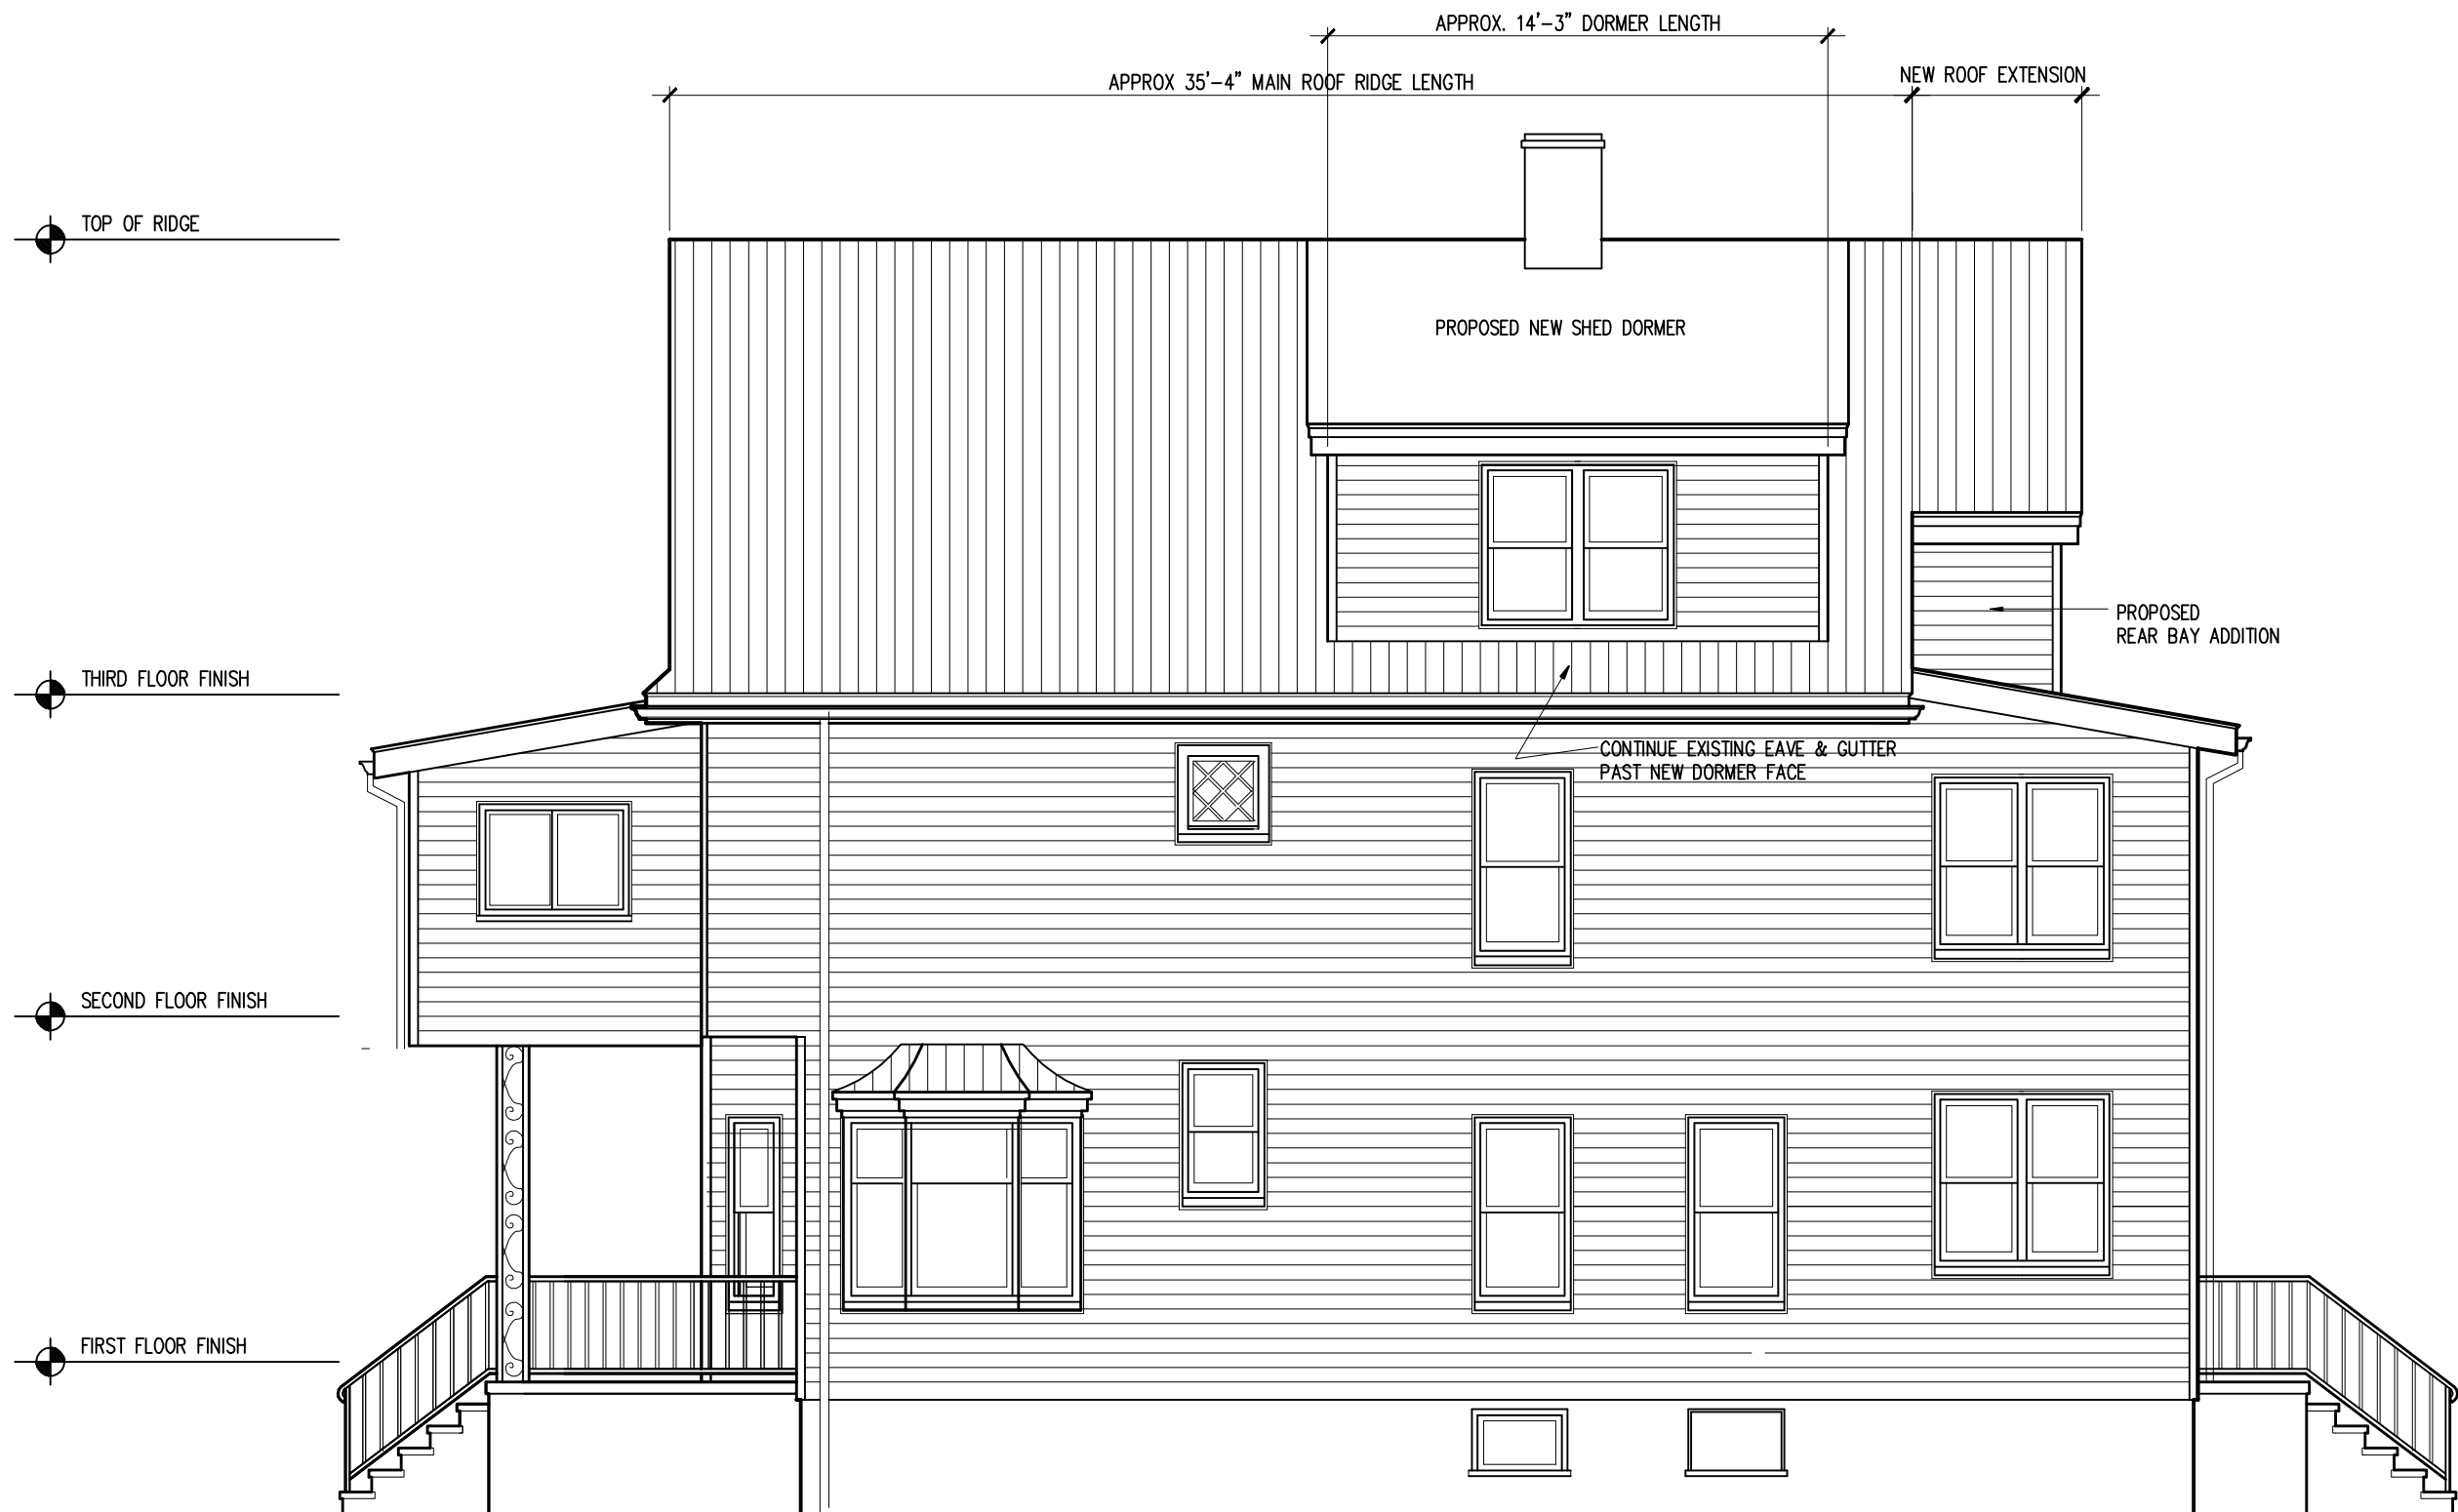 APPROX. 14'-3" DORMER LENGTH
APPROX 35'-4" MAIN ROOF RIDGE LENGTH
NEW ROOF EXTENSION
TOP OF RIDGE
PROPOSED NEW SHED DORMER
PROPOSED
REAR BAY ADDITION
THIRD FLOOR FINISH
CONTINUE EXISTING EAVE & GUTTER
PAST NEW DORMER FACE
SECOND FLOOR FINISH
FIRST FLOOR FINISH